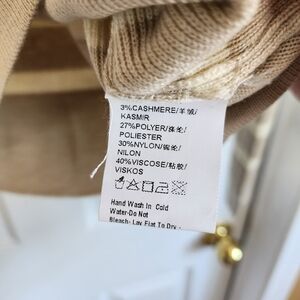 3%CASHMERE/羊绒/
KASMIR
27%POLYER/涤纶/
POLIESTER
30%NYLON/锦纶/
NILON
40%VISCOSE/粘胶/
VISKOS
Hand Wash In Cold
Water-Do Not
Bleach- Lay Flat To Dry -